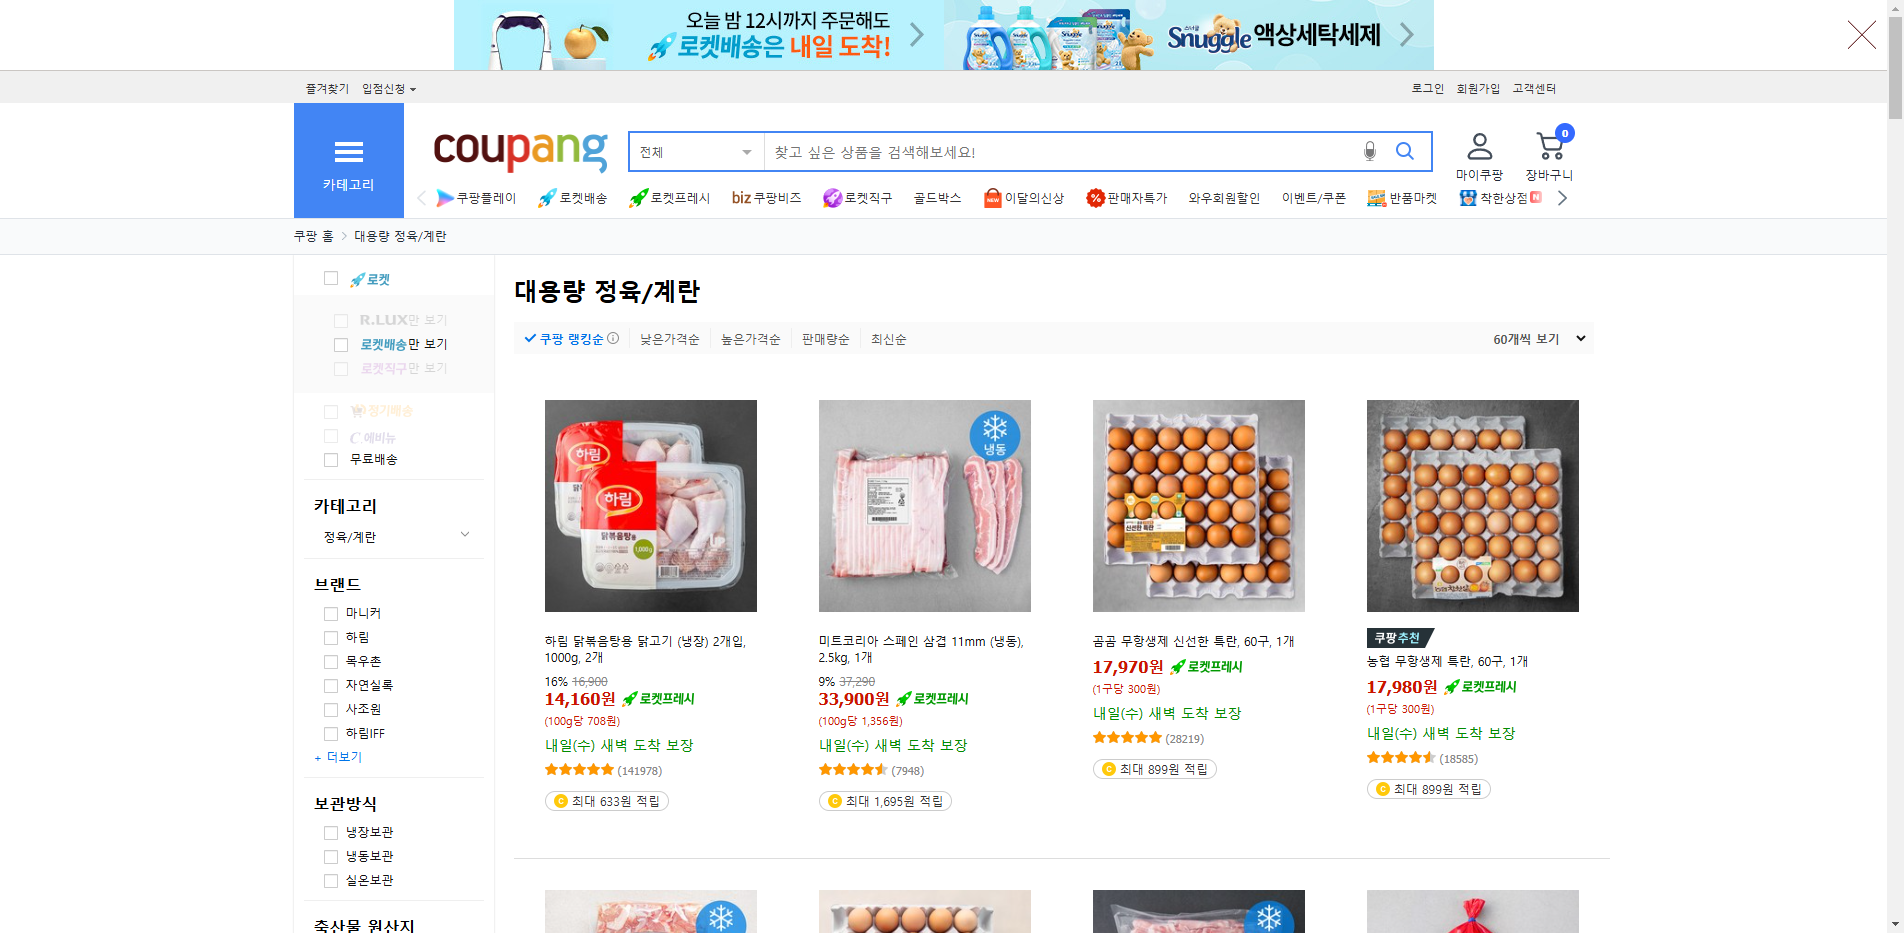 오늘 밤 12시까지 주문해도
로켓배송은 내일 도착!
Snuggle 액상세탁세제
즐겨찾기 입점신청
로그인 회원가입 고객센터
카테고리
coupang
전체
찾고 싶은 상품을 검색해보세요!
마이쿠팡
0
장바구니
쿠팡플레이 로켓배송 로켓프레시 biz 쿠팡비즈 로켓직구 골드박스 이달의신상 판매자특가 와우회원할인 이벤트/쿠폰 반품마켓 착한상점 N
쿠팡 홈 > 대용량 정육/계란
로켓
R.LUX만 보기
로켓배송만 보기
로켓직구만 보기
정기배송
C.에비뉴
무료배송
카테고리
정육/계란
브랜드
마니커
하림
목우촌
자연실록
사조원
하림IFF
+ 더보기
보관방식
냉장보관
냉동보관
실온보관
축산물 원산지
대용량 정육/계란
쿠팡 랭킹순 낮은가격순 높은가격순 판매량순 최신순
60개씩 보기
하림
하림
닭볶음탕용
1,000g
하림 닭볶음탕용 닭고기 (냉장) 2개입,
1000g, 2개
16% 16,900
14,160원 로켓프레시
(100g당 708원)
내일(수) 새벽 도착 보장
(141978)
최대 633원 적립
냉동
미트코리아 스페인 삼겹 11mm (냉동),
2.5kg, 1개
9% 37,290
33,900원 로켓프레시
(100g당 1,356원)
내일(수) 새벽 도착 보장
(7948)
최대 1,695원 적립
신선한 특란
곰곰 무항생제 신선한 특란, 60구, 1개
17,970원 로켓프레시
(1구당 300원)
내일(수) 새벽 도착 보장
(28219)
최대 899원 적립
쿠팡추천
농협 무항생제 특란, 60구, 1개
17,980원 로켓프레시
(1구당 300원)
내일(수) 새벽 도착 보장
(18585)
최대 899원 적립